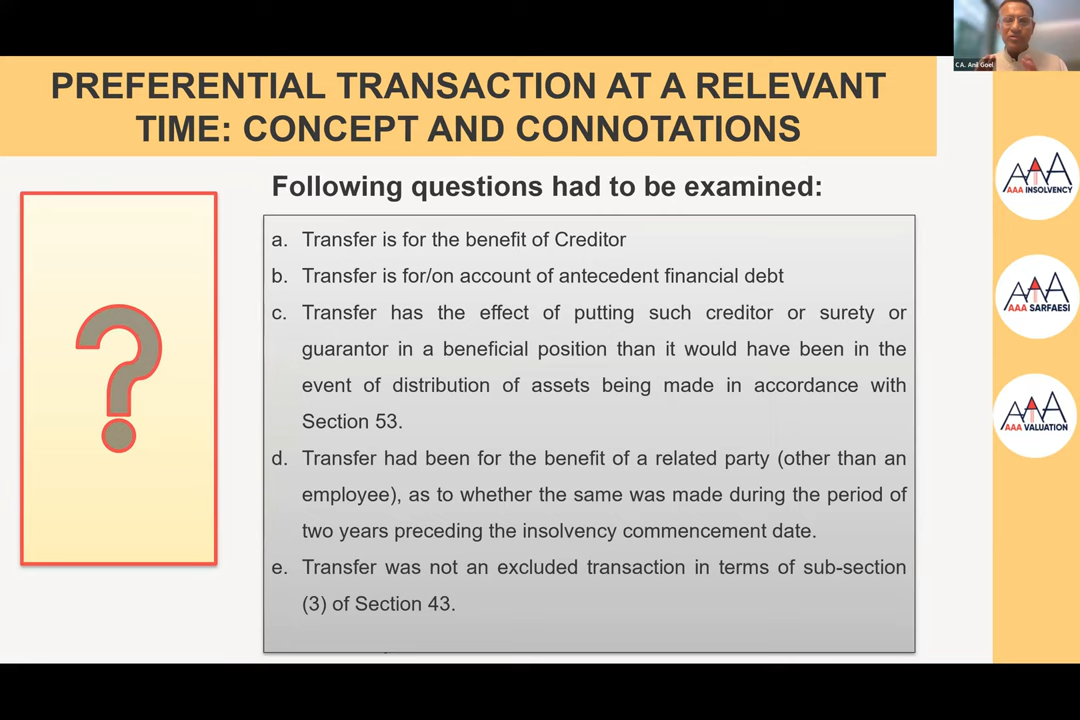 C.A. Anil Goel
PREFERENTIAL TRANSACTION AT A RELEVANT
TIME: CONCEPT AND CONNOTATIONS
Following questions had to be examined:
a. Transfer is for the benefit of Creditor
b. Transfer is for/on account of antecedent financial debt
c. Transfer has the effect of putting such creditor or surety or
guarantor in a beneficial position than it would have been in the
event of distribution of assets being made in accordance with
Section 53.
d. Transfer had been for the benefit of a related party (other than an
employee), as to whether the same was made during the period of
two years preceding the insolvency commencement date.
e. Transfer was not an excluded transaction in terms of sub-section
(3) of Section 43.
?
AAA
AAA INSOLVENCY
AAA
AAA SARFAESI
AAA
AAA VALUATION